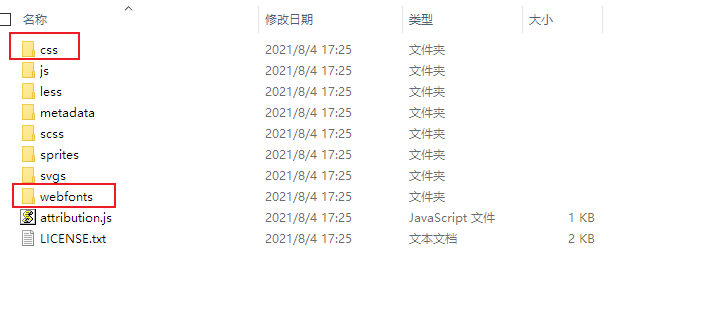 名称 修改日期 类型 大小
css 2021/8/4 17:25 文件夹
js 2021/8/4 17:25 文件夹
less 2021/8/4 17:25 文件夹
metadata 2021/8/4 17:25 文件夹
scss 2021/8/4 17:25 文件夹
sprites 2021/8/4 17:25 文件夹
svgs 2021/8/4 17:25 文件夹
webfonts 2021/8/4 17:25 文件夹
attribution.js 2021/8/4 17:25 JavaScript 文件 1 KB
LICENSE.txt 2021/8/4 17:25 文本文档 2 KB